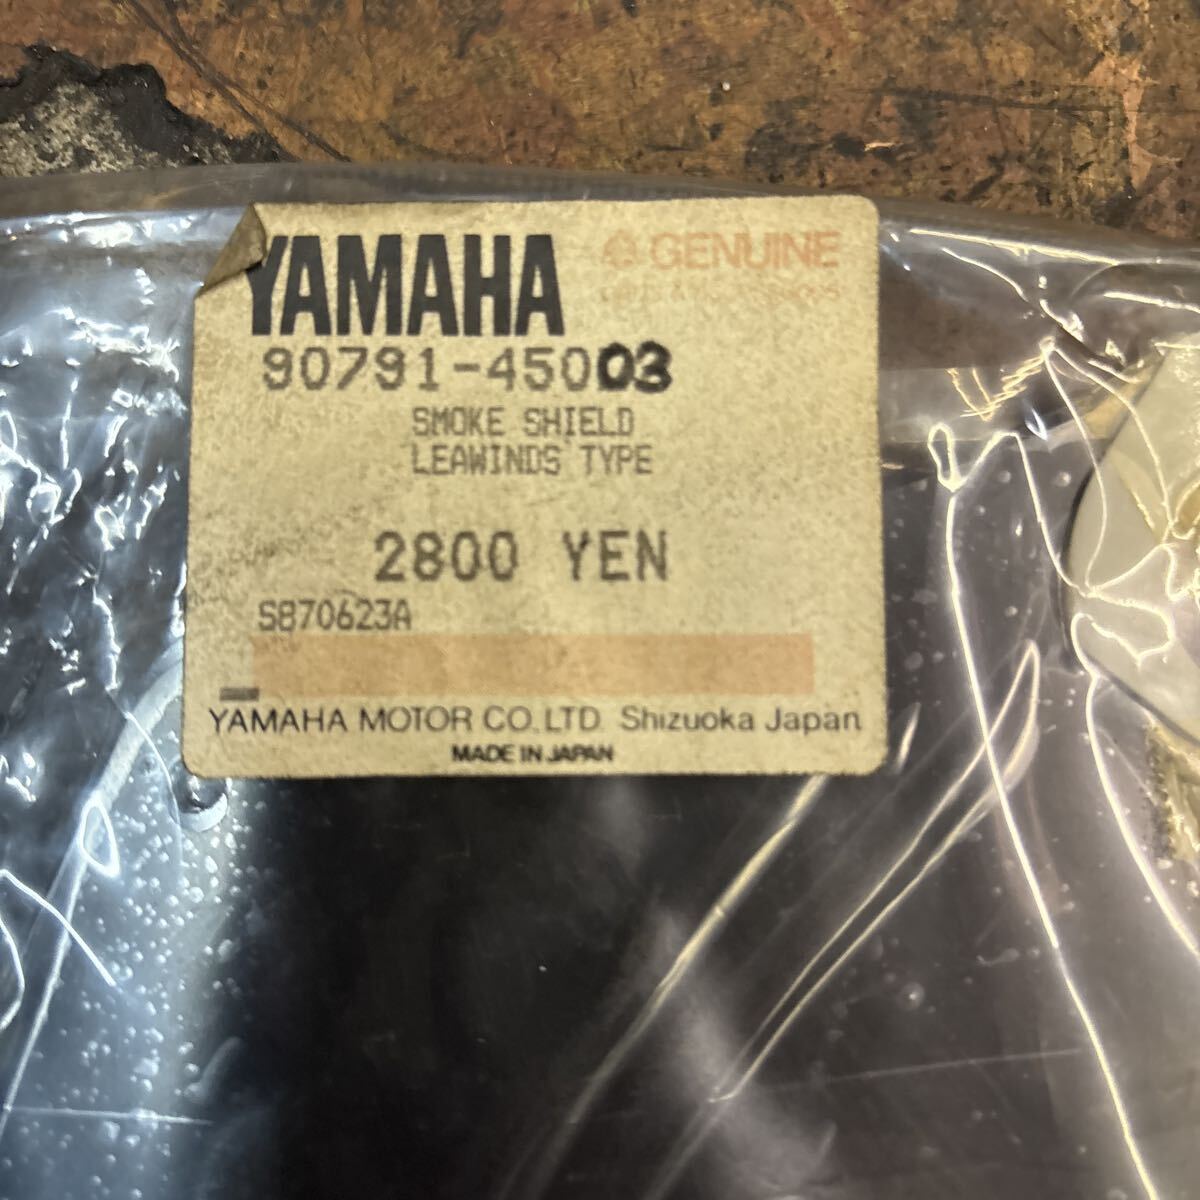 YAMAHA
GENUINE
90791-45003
SMOKE SHIELD
LEAWINDS TYPE
2800 YEN
S870623A
YAMAHA MOTOR CO.,LTD. Shizuoka Japan
MADE IN JAPAN